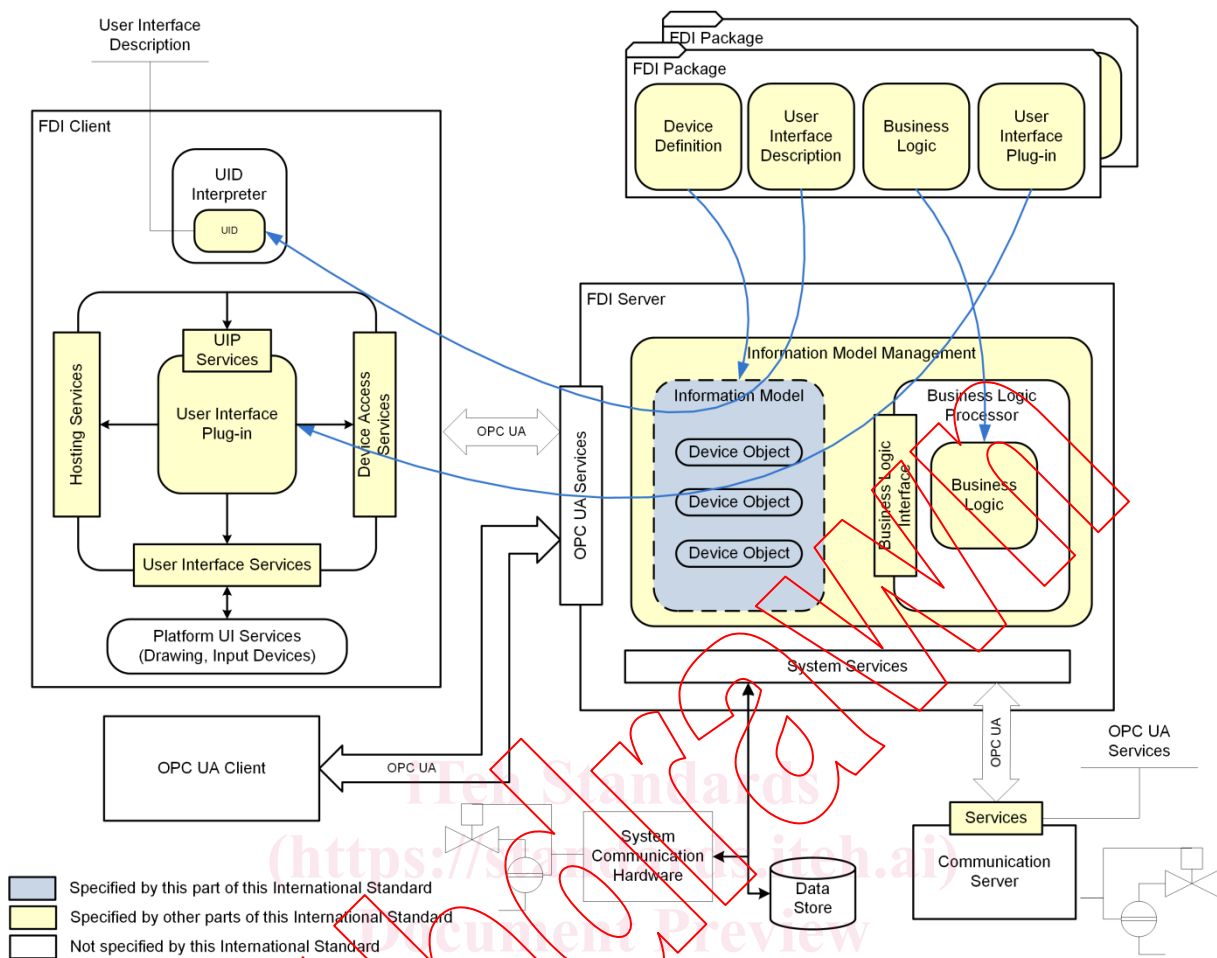 User Interface
Description
FDI Package
FDI Package
Device
Definition
User
Interface
Description
Business
Logic
User
Interface
Plug-in
FDI Client
UID
Interpreter
UID
UIP
Services
Hosting Services
User Interface
Plug-in
Device Access
Services
User Interface Services
Platform UI Services
(Drawing, Input Devices)
OPC UA
OPC UA Services
FDI Server
Information Model Management
Information Model
Device Object
Device Object
Device Object
Business Logic
Processor
Business Logic
Interface
Business
Logic
System Services
OPC UA Client
OPC UA
OPC UA
OPC UA
Services
Services
Communication
Server
System
Communication
Hardware
Data
Store
iTeh Standards
(https://standards.iteh.ai)
Document Preview
Specified by this part of this International Standard
Specified by other parts of this International Standard
Not specified by this International Standard